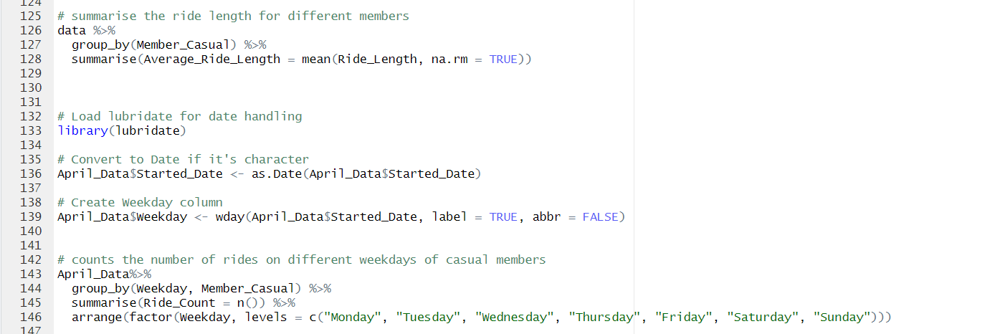 124
125 # summarise the ride length for different members
126 data %>%
127   group_by(Member_Casual) %>%
128   summarise(Average_Ride_Length = mean(Ride_Length, na.rm = TRUE))
129
130
131
132 # Load lubridate for date handling
133 library(lubridate)
134
135 # Convert to Date if it's character
136 April_Data$Started_Date <- as.Date(April_Data$Started_Date)
137
138 # Create Weekday column
139 April_Data$Weekday <- wday(April_Data$Started_Date, label = TRUE, abbr = FALSE)
140
141
142 # counts the number of rides on different weekdays of casual members
143 April_Data%>%
144   group_by(Weekday, Member_Casual) %>%
145   summarise(Ride_Count = n()) %>%
146   arrange(factor(Weekday, levels = c("Monday", "Tuesday", "Wednesday", "Thursday", "Friday", "Saturday", "Sunday")))
147